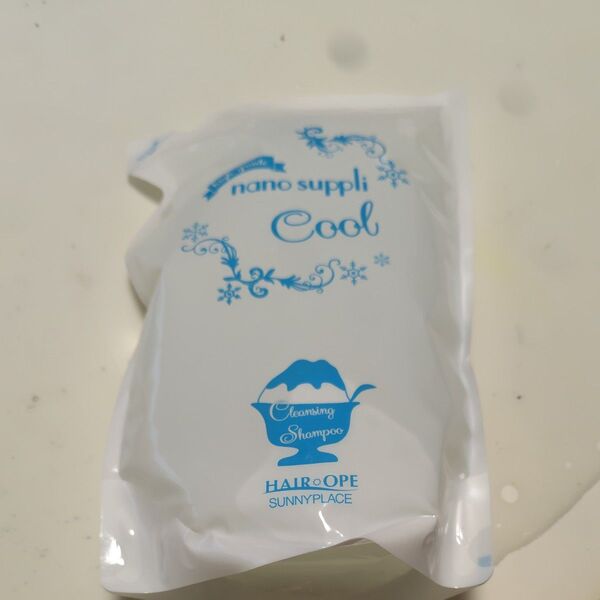 nano suppli
Cool
Cleansing
Shampoo
HAIR OPE
SUNNYPLACE